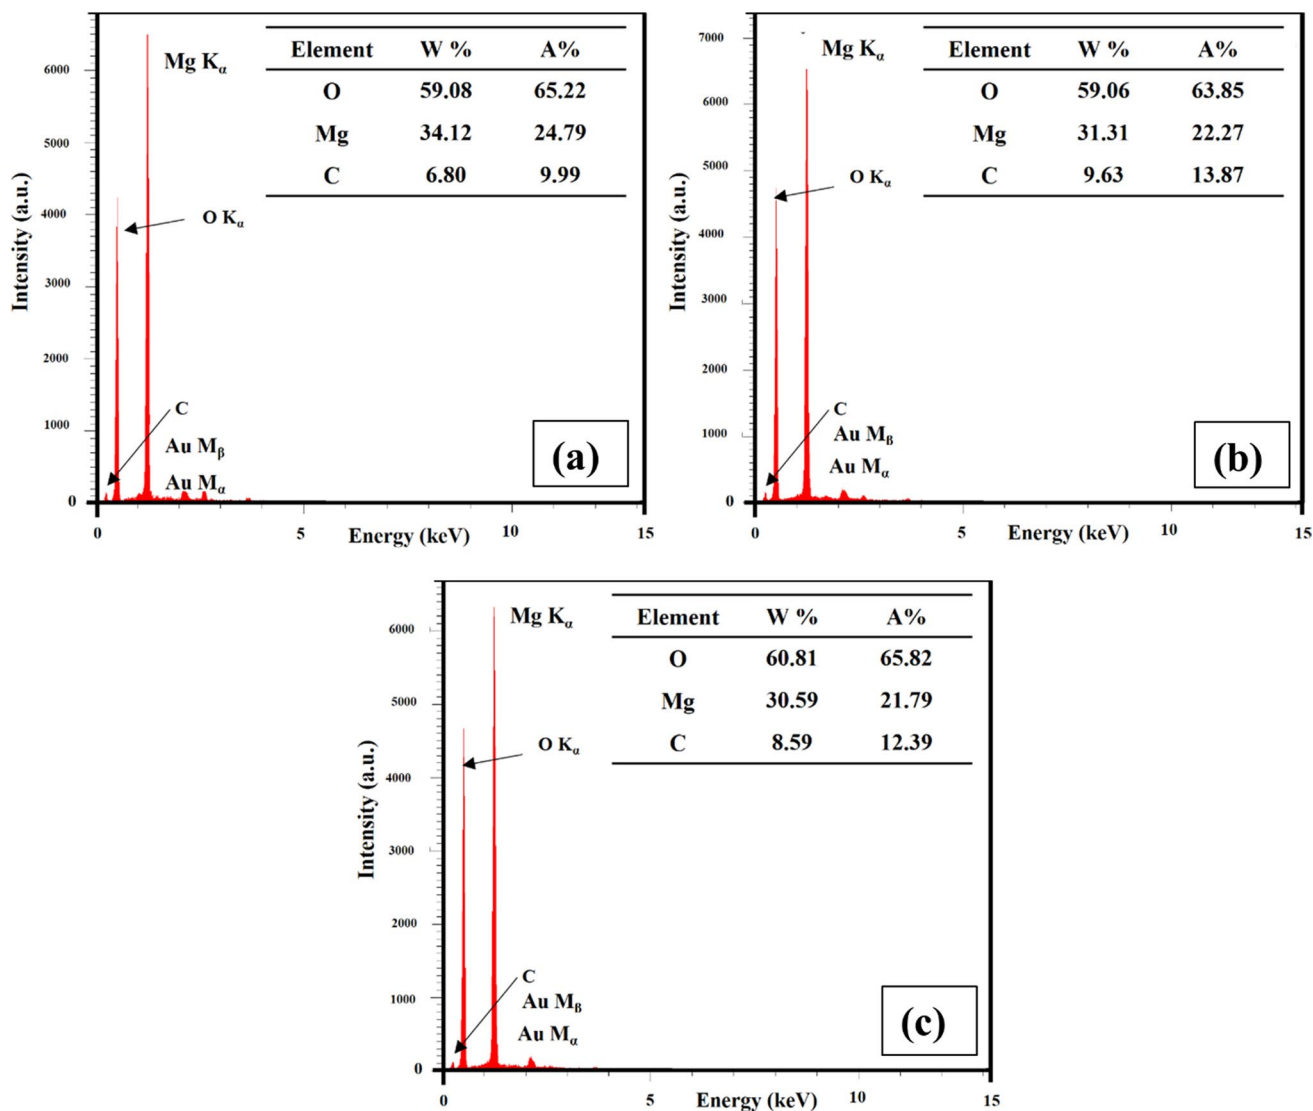 Element W % A%
O 59.08 65.22
Mg 34.12 24.79
C 6.80 9.99
Mg Kα
O Kα
C
Au Mβ
Au Mα
(a)
6000
5000
4000
3000
2000
1000
0
Intensity (a.u.)
0 5 10 15
Energy (keV)
Element W % A%
O 59.06 63.85
Mg 31.31 22.27
C 9.63 13.87
Mg Kα
O Kα
C
Au Mβ
Au Mα
(b)
7000
6000
5000
4000
3000
2000
1000
0
Intensity (a.u.)
0 5 10 15
Energy (keV)
Element W % A%
O 60.81 65.82
Mg 30.59 21.79
C 8.59 12.39
Mg Kα
O Kα
C
Au Mβ
Au Mα
(c)
6000
5000
4000
3000
2000
1000
0
Intensity (a.u.)
0 5 10 15
Energy (keV)